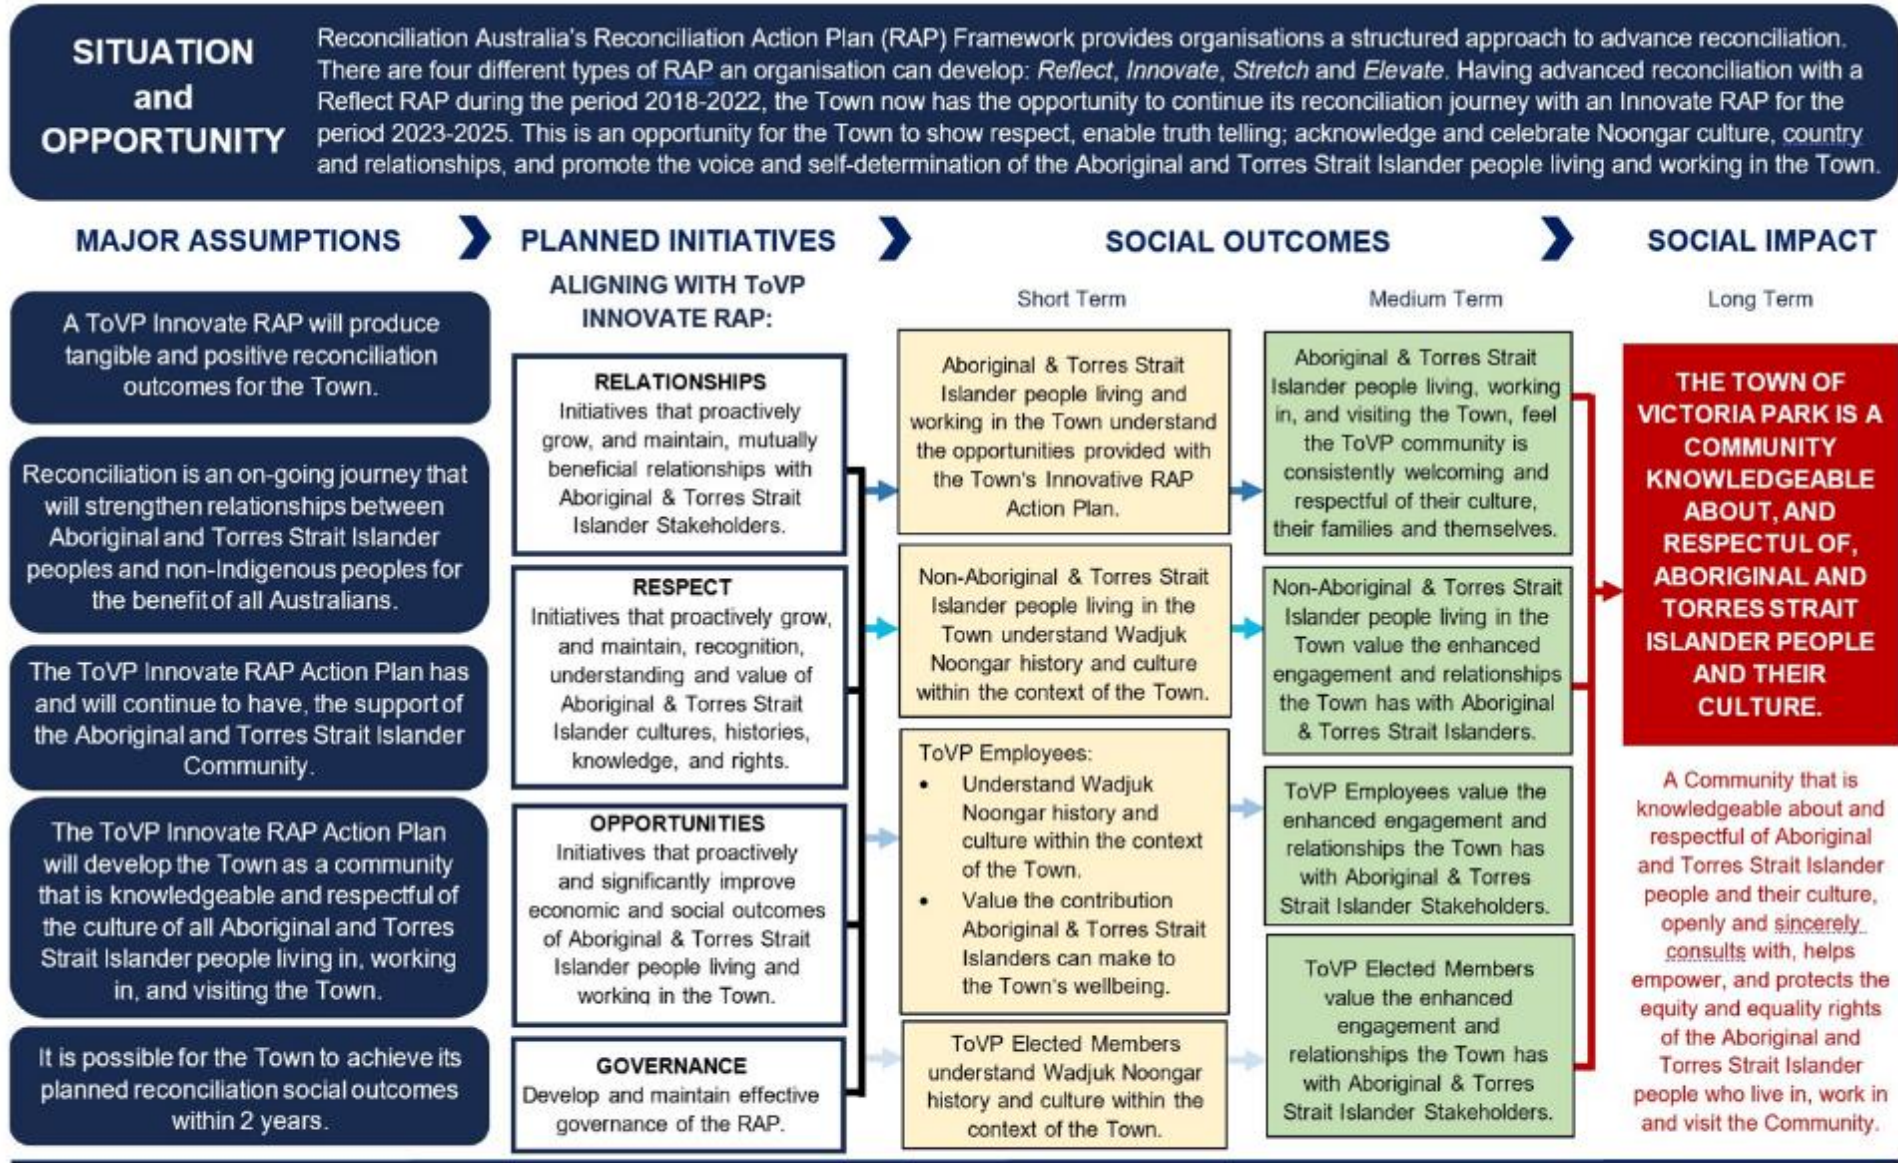 SITUATION
and
OPPORTUNITY
Reconciliation Australia's Reconciliation Action Plan (RAP) Framework provides organisations a structured approach to advance reconciliation.
There are four different types of RAP an organisation can develop: Reflect, Innovate, Stretch and Elevate. Having advanced reconciliation with a
Reflect RAP during the period 2018-2022, the Town now has the opportunity to continue its reconciliation journey with an Innovate RAP for the
period 2023-2025. This is an opportunity for the Town to show respect, enable truth telling; acknowledge and celebrate Noongar culture, country
and relationships, and promote the voice and self-determination of the Aboriginal and Torres Strait Islander people living and working in the Town.
MAJOR ASSUMPTIONS
A ToVP Innovate RAP will produce
tangible and positive reconciliation
outcomes for the Town.
Reconciliation is an on-going journey that
will strengthen relationships between
Aboriginal and Torres Strait Islander
peoples and non-Indigenous peoples for
the benefit of all Australians.
The ToVP Innovate RAP Action Plan has
and will continue to have, the support of
the Aboriginal and Torres Strait Islander
Community.
The ToVP Innovate RAP Action Plan
will develop the Town as a community
that is knowledgeable and respectful of
the culture of all Aboriginal and Torres
Strait Islander people living in, working
in, and visiting the Town.
It is possible for the Town to achieve its
planned reconciliation social outcomes
within 2 years.
PLANNED INITIATIVES
ALIGNING WITH ToVP
INNOVATE RAP:
RELATIONSHIPS
Initiatives that proactively
grow, and maintain, mutually
beneficial relationships with
Aboriginal & Torres Strait
Islander Stakeholders.
RESPECT
Initiatives that proactively grow,
and maintain, recognition,
understanding and value of
Aboriginal & Torres Strait
Islander cultures, histories,
knowledge, and rights.
OPPORTUNITIES
Initiatives that proactively
and significantly improve
economic and social outcomes
of Aboriginal & Torres Strait
Islander people living and
working in the Town.
GOVERNANCE
Develop and maintain effective
governance of the RAP.
SOCIAL OUTCOMES
Short Term
Aboriginal & Torres Strait
Islander people living and
working in the Town understand
the opportunities provided with
the Town's Innovative RAP
Action Plan.
Non-Aboriginal & Torres Strait
Islander people living in the
Town understand Wadjuk
Noongar history and culture
within the context of the Town.
ToVP Employees:
• Understand Wadjuk
Noongar history and
culture within the context
of the Town.
• Value the contribution
Aboriginal & Torres Strait
Islanders can make to
the Town's wellbeing.
ToVP Elected Members
understand Wadjuk Noongar
history and culture within the
context of the Town.
Medium Term
Aboriginal & Torres Strait
Islander people living, working
in, and visiting the Town, feel
the ToVP community is
consistently welcoming and
respectful of their culture,
their families and themselves.
Non-Aboriginal & Torres Strait
Islander people living in the
Town value the enhanced
engagement and relationships
the Town has with Aboriginal
& Torres Strait Islanders.
ToVP Employees value the
enhanced engagement and
relationships the Town has
with Aboriginal & Torres
Strait Islander Stakeholders.
ToVP Elected Members
value the enhanced
engagement and
relationships the Town has
with Aboriginal & Torres
Strait Islander Stakeholders.
SOCIAL IMPACT
Long Term
THE TOWN OF
VICTORIA PARK IS A
COMMUNITY
KNOWLEDGEABLE
ABOUT, AND
RESPECTUL OF,
ABORIGINAL AND
TORRES STRAIT
ISLANDER PEOPLE
AND THEIR
CULTURE.
A Community that is
knowledgeable about and
respectful of Aboriginal
and Torres Strait Islander
people and their culture,
openly and sincerely
consults with, helps
empower, and protects the
equity and equality rights
of the Aboriginal and
Torres Strait Islander
people who live in, work in
and visit the Community.